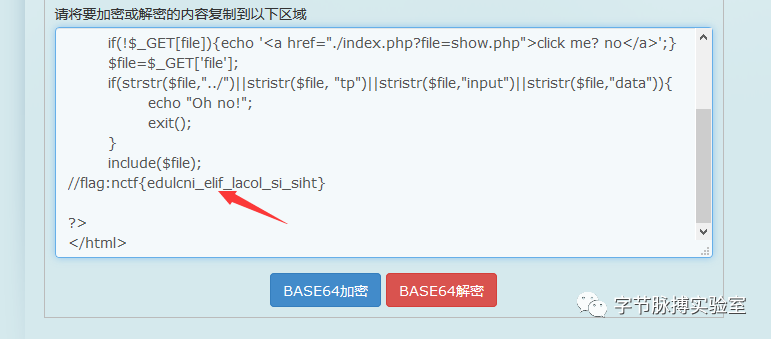 请将要加密或解密的内容复制到以下区域
if(!$_GET[file]){echo '<a href="./index.php?file=show.php">click me? no</a>';}
$file=$_GET['file'];
if(strstr($file,"../")||stristr($file, "tp")||stristr($file,"input")||stristr($file,"data")){
echo "Oh no!";
exit();
}
include($file);
//flag:nctf{edulcni_elif_lacol_si_siht}
?>
</html>
BASE64加密 BASE64解密
字节脉搏实验室